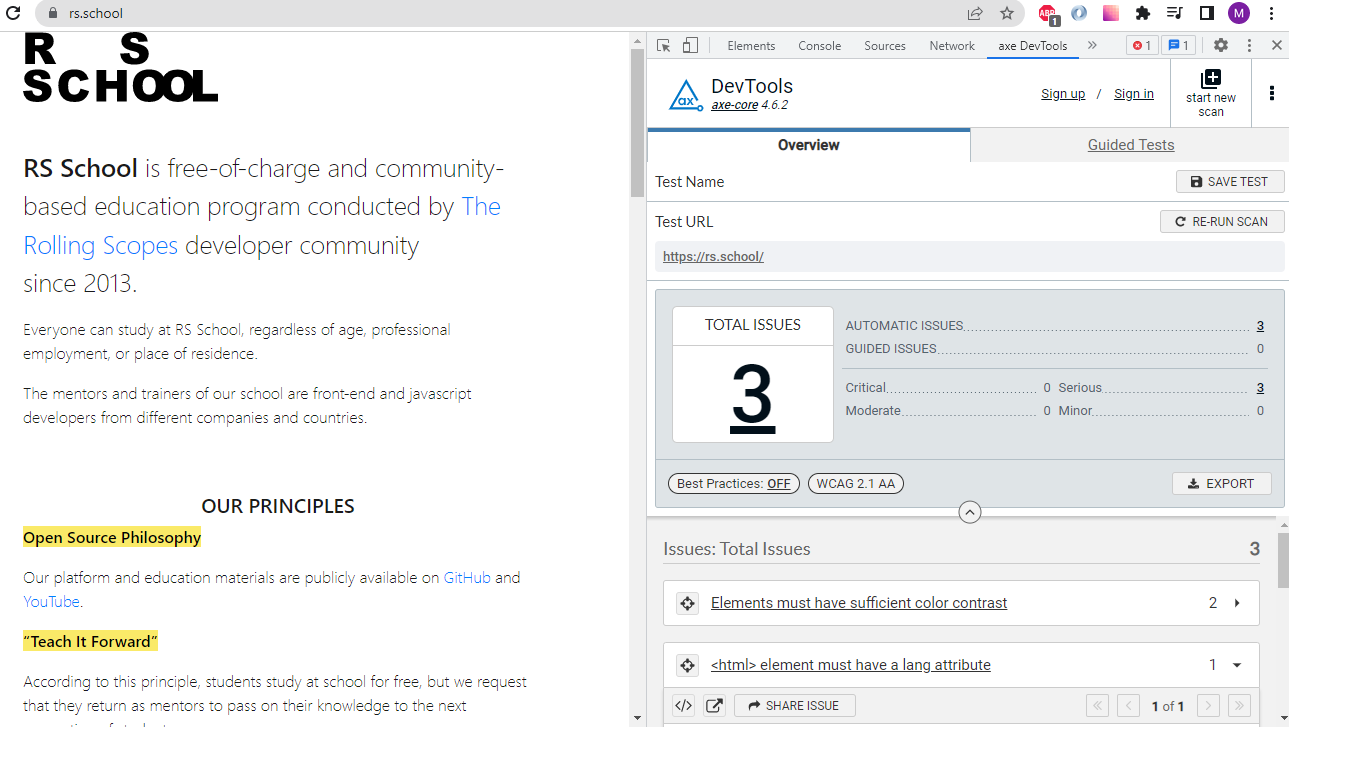 rs.school
ABP
1
M
R S
SCHOOL
RS School is free-of-charge and community-
based education program conducted by The
Rolling Scopes developer community
since 2013.
Everyone can study at RS School, regardless of age, professional
employment, or place of residence.
The mentors and trainers of our school are front-end and javascript
developers from different companies and countries.
OUR PRINCIPLES
Open Source Philosophy
Our platform and education materials are publicly available on GitHub and
YouTube.
“Teach It Forward”
According to this principle, students study at school for free, but we request
that they return as mentors to pass on their knowledge to the next
Elements Console Sources Network axe DevTools » 1 1
ax
DevTools
axe-core 4.6.2
Sign up / Sign in
start new
scan
Overview
Guided Tests
Test Name
SAVE TEST
Test URL
RE-RUN SCAN
https://rs.school/
TOTAL ISSUES
3
AUTOMATIC ISSUES 3
GUIDED ISSUES 0
Critical 0 Serious 3
Moderate 0 Minor 0
Best Practices: OFF
WCAG 2.1 AA
EXPORT
Issues: Total Issues 3
Elements must have sufficient color contrast 2
<html> element must have a lang attribute 1
</> SHARE ISSUE 1 of 1